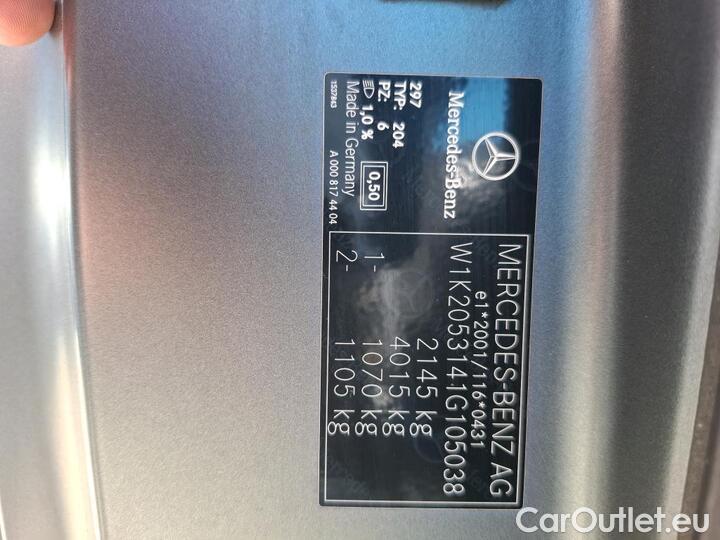 Mercedes-Benz
297
TYP: 204
PZ: 6
1,0 % 0,50
Made in Germany
1537843
A 000 817 44 04
MERCEDES-BENZ AG
e1*2001/116*0431
W1K2053141G105038
2145 kg
4015 kg
1- 1070 kg
2- 1105 kg
CarOutlet.eu